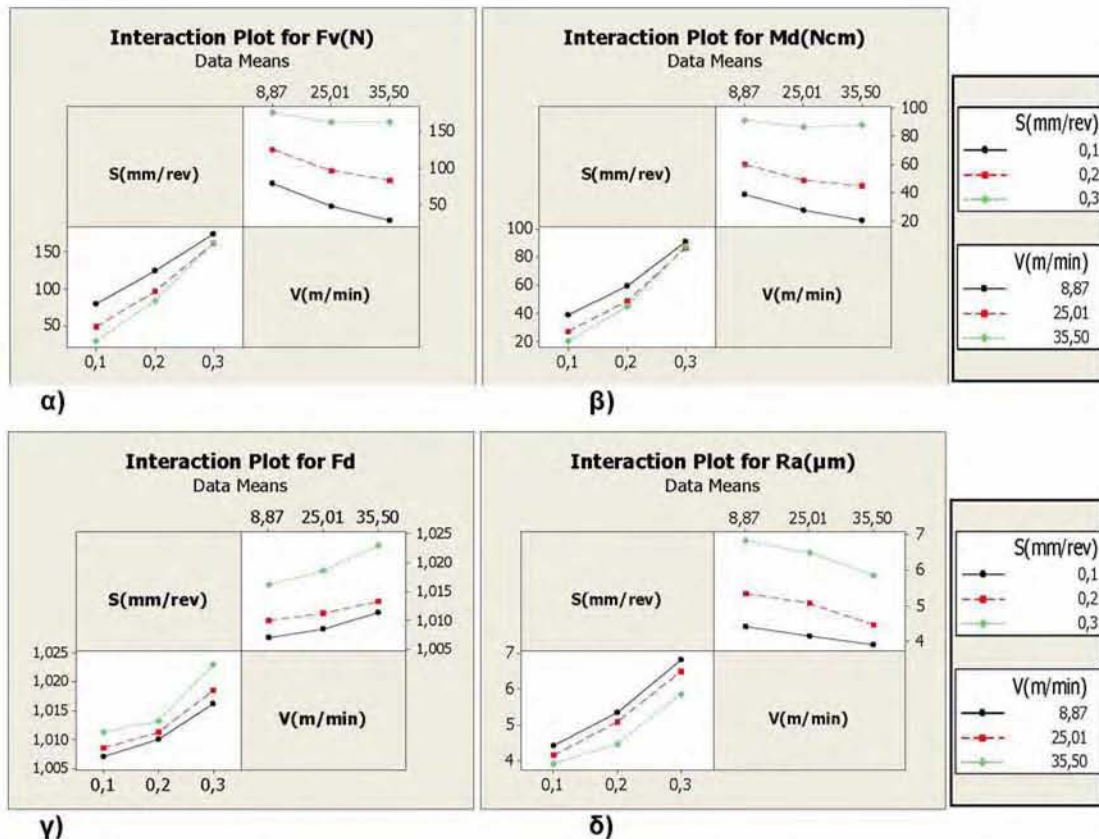 Interaction Plot for Fv(N)
Data Means
8,87 25,01 35,50
S(mm/rev)
150
100
50
150
100
50
V(m/min)
0,1 0,2 0,3
α)
Interaction Plot for Md(Ncm)
Data Means
8,87 25,01 35,50
S(mm/rev)
100
80
60
40
20
100
80
60
40
20
V(m/min)
0,1 0,2 0,3
β)
S(mm/rev)
0,1
0,2
0,3
V(m/min)
8,87
25,01
35,50
Interaction Plot for Fd
Data Means
8,87 25,01 35,50
S(mm/rev)
1,025
1,020
1,015
1,010
1,005
1,025
1,020
1,015
1,010
1,005
V(m/min)
0,1 0,2 0,3
γ)
Interaction Plot for Ra(μm)
Data Means
8,87 25,01 35,50
S(mm/rev)
7
6
5
4
7
6
5
4
V(m/min)
0,1 0,2 0,3
δ)
S(mm/rev)
0,1
0,2
0,3
V(m/min)
8,87
25,01
35,50